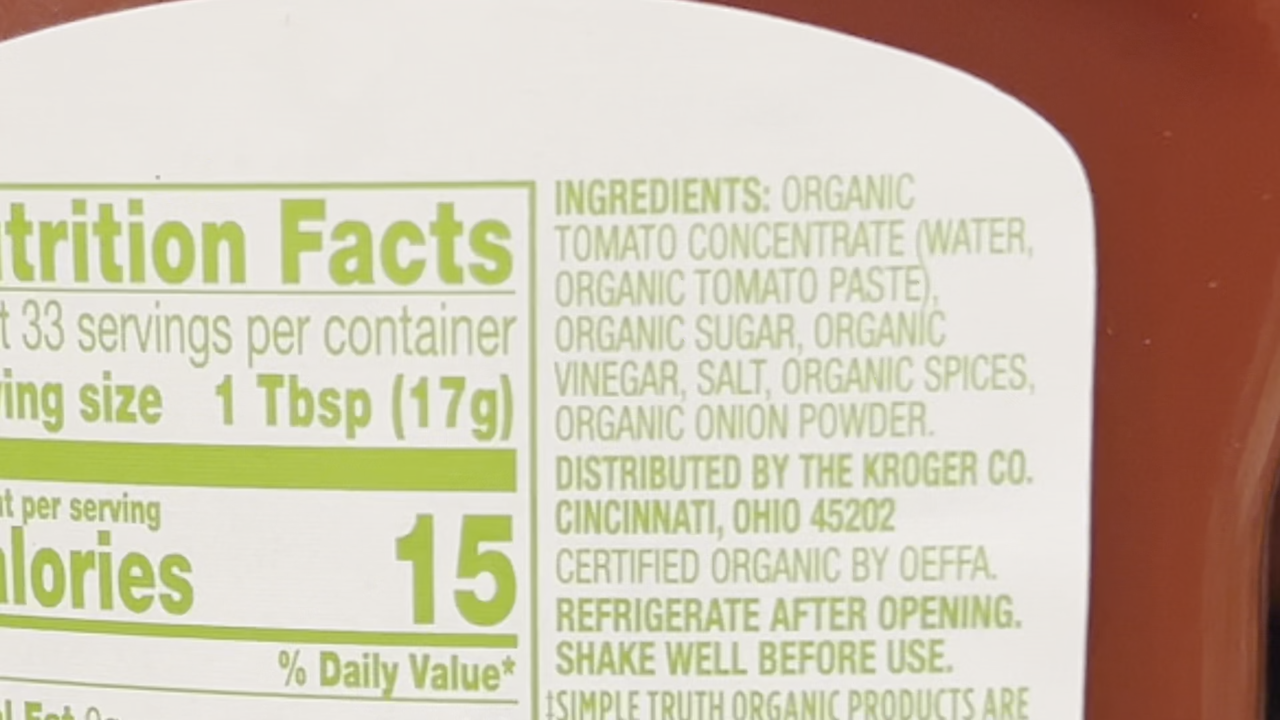 trition Facts
t 33 servings per container
ing size 1 Tbsp (17g)
nt per serving
alories 15
% Daily Value*
INGREDIENTS: ORGANIC
TOMATO CONCENTRATE (WATER,
ORGANIC TOMATO PASTE),
ORGANIC SUGAR, ORGANIC
VINEGAR, SALT, ORGANIC SPICES,
ORGANIC ONION POWDER.
DISTRIBUTED BY THE KROGER CO.
CINCINNATI, OHIO 45202
CERTIFIED ORGANIC BY OEFFA.
REFRIGERATE AFTER OPENING.
SHAKE WELL BEFORE USE.
‡SIMPLE TRUTH ORGANIC PRODUCTS ARE